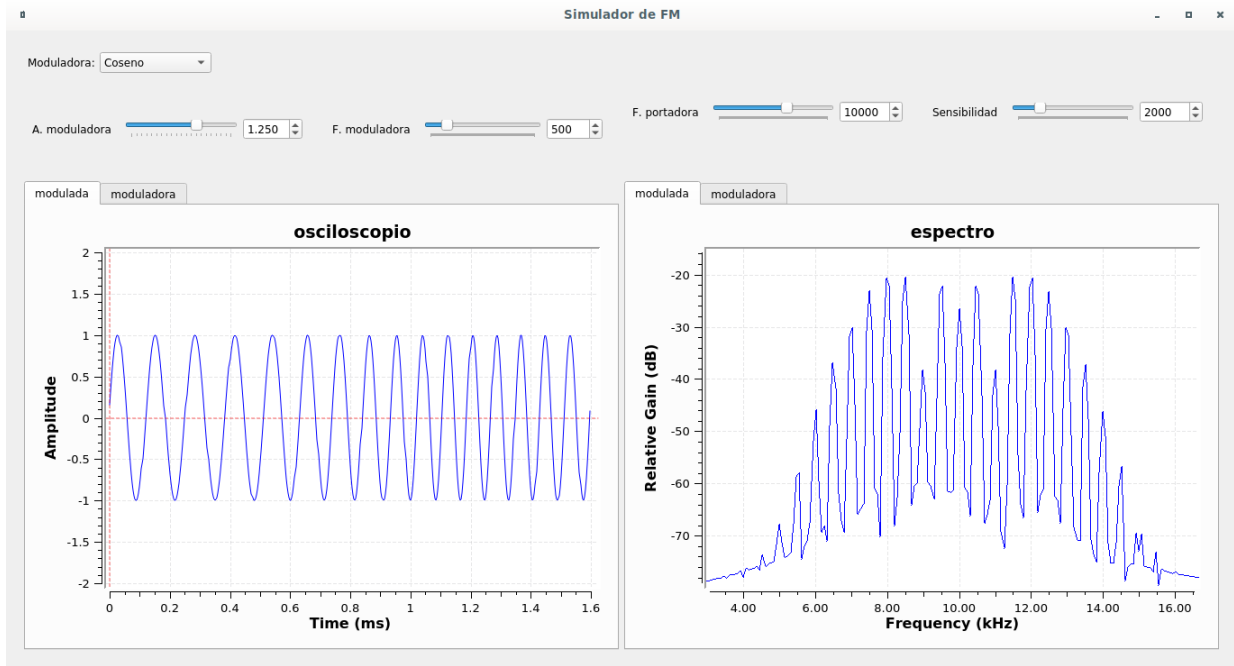 Simulador de FM
Moduladora: Coseno
A. moduladora 1.250 F. moduladora 500 F. portadora 10000 Sensibilidad 2000
modulada moduladora
osciloscopio
2
1.5
1
0.5
0
-0.5
-1
-1.5
-2
Amplitude
0 0.2 0.4 0.6 0.8 1 1.2 1.4 1.6
Time (ms)
modulada moduladora
espectro
-20
-30
-40
-50
-60
-70
Relative Gain (dB)
4.00 6.00 8.00 10.00 12.00 14.00 16.00
Frequency (kHz)